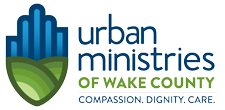 urban
ministries
OF WAKE COUNTY
COMPASSION. DIGNITY. CARE.